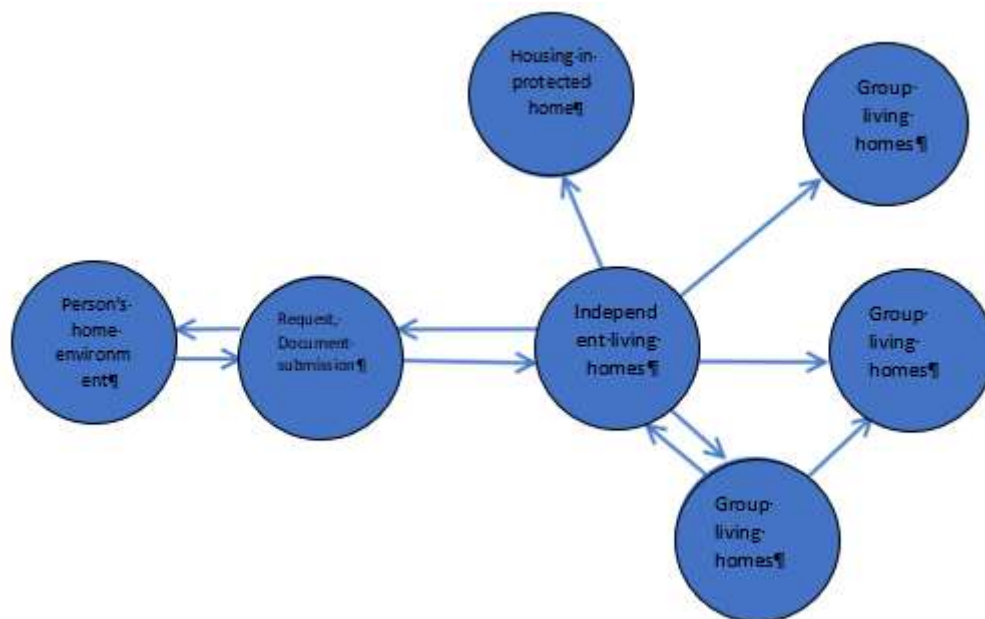 Housing·in·
protected·
home¶
Group·
living·
homes¶
Person's·
home·
environm
ent¶
Request,·
Document·
submission¶
Independ
ent·living·
homes¶
Group·
living·
homes¶
Group·
living·
homes¶